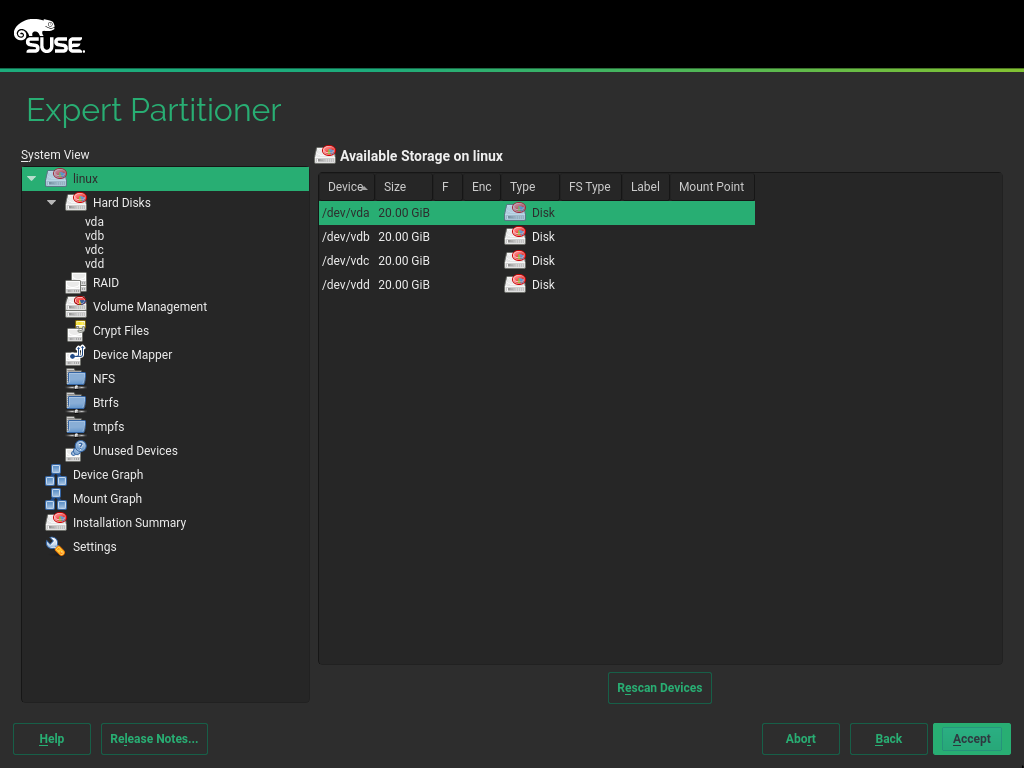 SUSE
Expert Partitioner
System View
linux
Hard Disks
vda
vdb
vdc
vdd
RAID
Volume Management
Crypt Files
Device Mapper
NFS
Btrfs
tmpfs
Unused Devices
Device Graph
Mount Graph
Installation Summary
Settings
Available Storage on linux
Device Size F Enc Type FS Type Label Mount Point
/dev/vda 20.00 GiB Disk
/dev/vdb 20.00 GiB Disk
/dev/vdc 20.00 GiB Disk
/dev/vdd 20.00 GiB Disk
Rescan Devices
Help Release Notes... Abort Back Accept